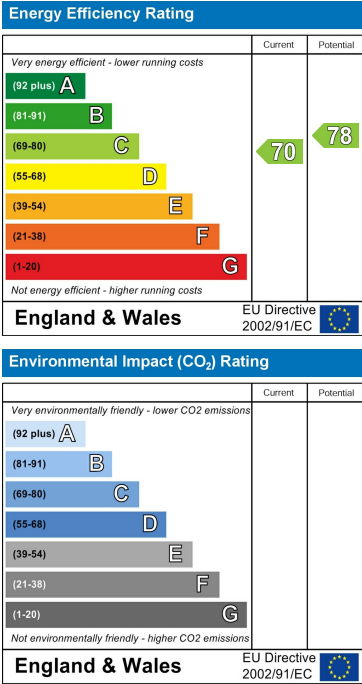 Energy Efficiency Rating
Current Potential
Very energy efficient - lower running costs
(92 plus) A
(81-91) B
(69-80) C
70
78
(55-68) D
(39-54) E
(21-38) F
(1-20) G
Not energy efficient - higher running costs
England & Wales
EU Directive
2002/91/EC
Environmental Impact (CO2) Rating
Current Potential
Very environmentally friendly - lower CO2 emissions
(92 plus) A
(81-91) B
(69-80) C
(55-68) D
(39-54) E
(21-38) F
(1-20) G
Not environmentally friendly - higher CO2 emissions
England & Wales
EU Directive
2002/91/EC